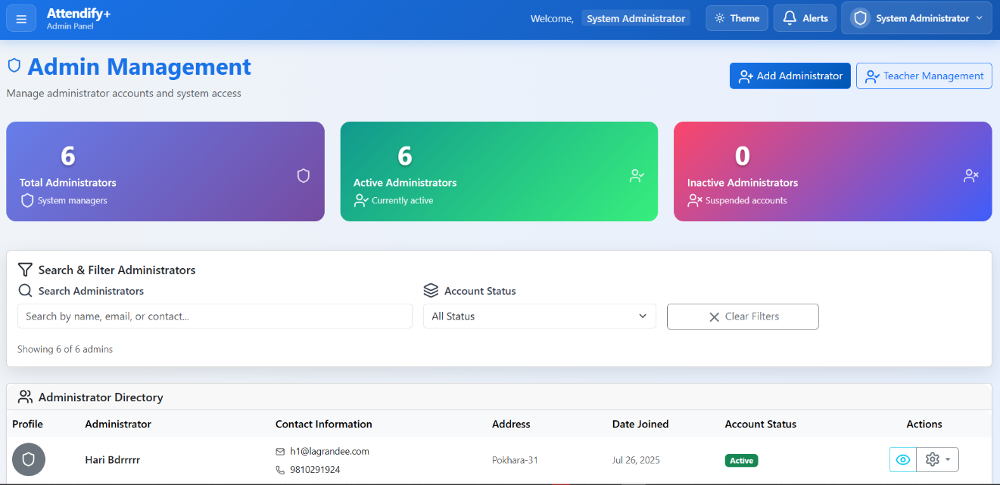 Attendify+
Admin Panel
Welcome, System Administrator
Theme
Alerts
System Administrator
Admin Management
Manage administrator accounts and system access
Add Administrator
Teacher Management
6
Total Administrators
System managers
6
Active Administrators
Currently active
0
Inactive Administrators
Suspended accounts
Search & Filter Administrators
Search Administrators
Account Status
Search by name, email, or contact...
All Status
Clear Filters
Showing 6 of 6 admins
Administrator Directory
Profile Administrator Contact Information Address Date Joined Account Status Actions
Hari Bdrrrrr
h1@lagrandee.com
9810291924
Pokhara-31
Jul 26, 2025
Active